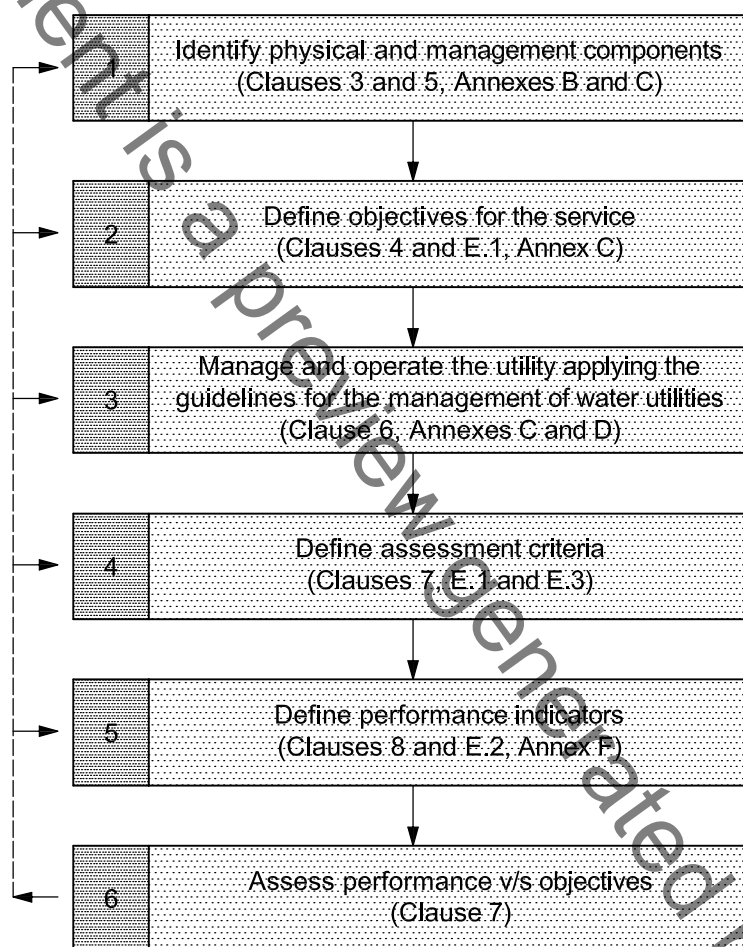 1
Identify physical and management components
(Clauses 3 and 5, Annexes B and C)
2
Define objectives for the service
(Clauses 4 and E.1, Annex C)
3
Manage and operate the utility applying the
guidelines for the management of water utilities
(Clause 6, Annexes C and D)
4
Define assessment criteria
(Clauses 7, E.1 and E.3)
5
Define performance indicators
(Clauses 8 and E.2, Annex F)
6
Assess performance v/s objectives
(Clause 7)
is a preview generated